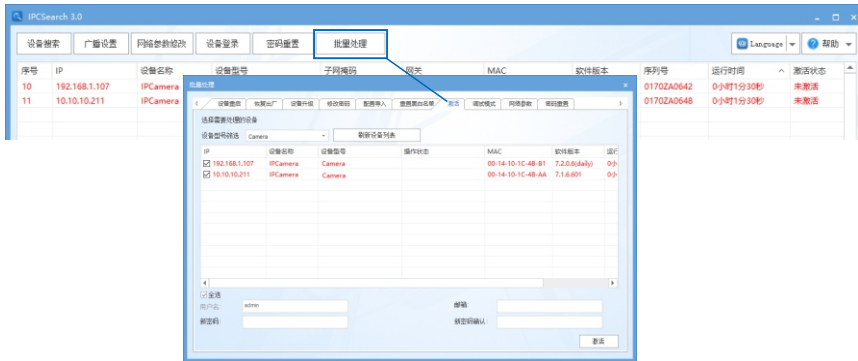 IPCSearch 3.0
设备搜索 广播设置 网络参数修改 设备登录 密码重置 批量处理 Language 帮助
序号 IP 设备名称 设备型号 子网掩码 网关 MAC 软件版本 序列号 运行时间 激活状态
10 192.168.1.107 IPCamera 0170ZA0642 0小时1分30秒 未激活
11 10.10.10.211 IPCamera 0170ZA0648 0小时1分30秒 未激活
批量处理
设备重启 恢复出厂 设备升级 修改密码 配置导入 重置黑白名单 激活 调试模式 网络参数 密码重置
选择需要处理的设备
设备型号筛选 Camera 刷新设备列表
IP 设备名称 设备型号 操作状态 MAC 软件版本 运行
192.168.1.107 IPCamera Camera 00-14-10-1C-4B-B1 7.2.0.6(daily) 0小
10.10.10.211 IPCamera Camera 00-14-10-1C-4B-AA 7.1.6.601 0小
全选
用户名: admin 邮箱:
新密码: 新密码确认:
激活